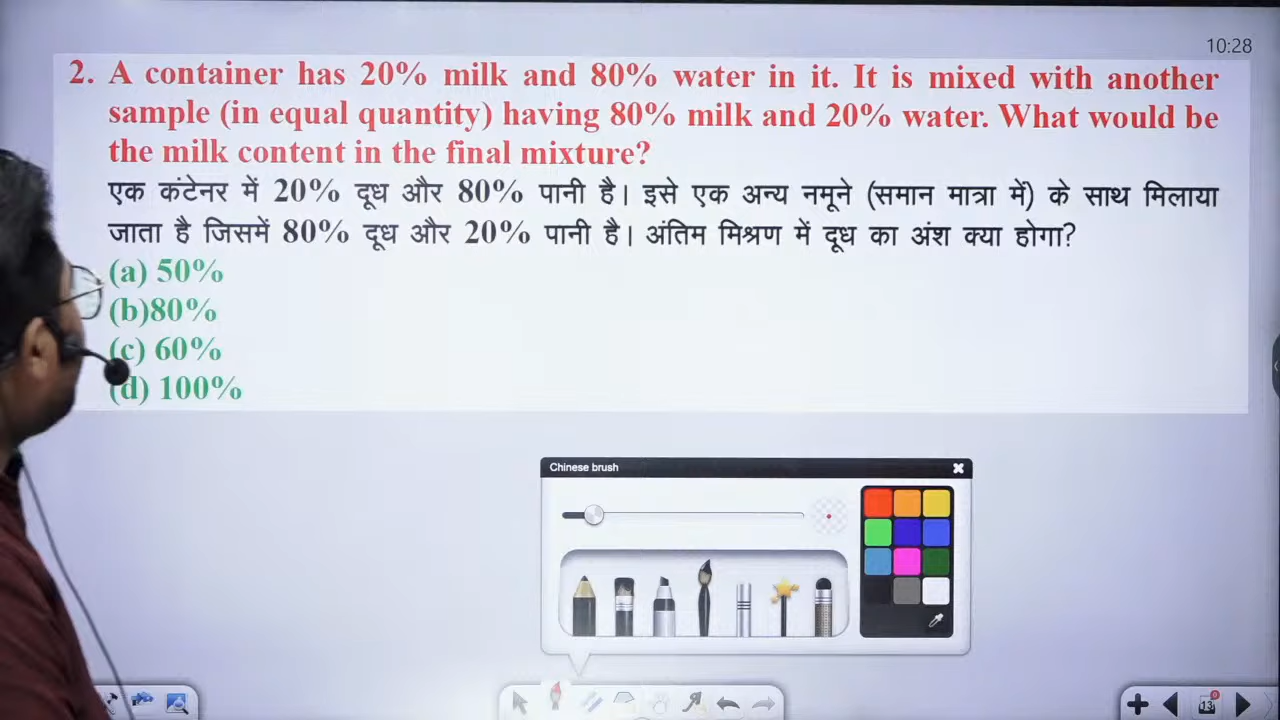 10:28
2. A container has 20% milk and 80% water in it. It is mixed with another
sample (in equal quantity) having 80% milk and 20% water. What would be
the milk content in the final mixture?
एक कंटेनर में 20% दूध और 80% पानी है। इसे एक अन्य नमूने (समान मात्रा में) के साथ मिलाया
जाता है जिसमें 80% दूध और 20% पानी है। अंतिम मिश्रण में दूध का अंश क्या होगा?
(a) 50%
(b)80%
(c) 60%
(d) 100%
Chinese brush
13